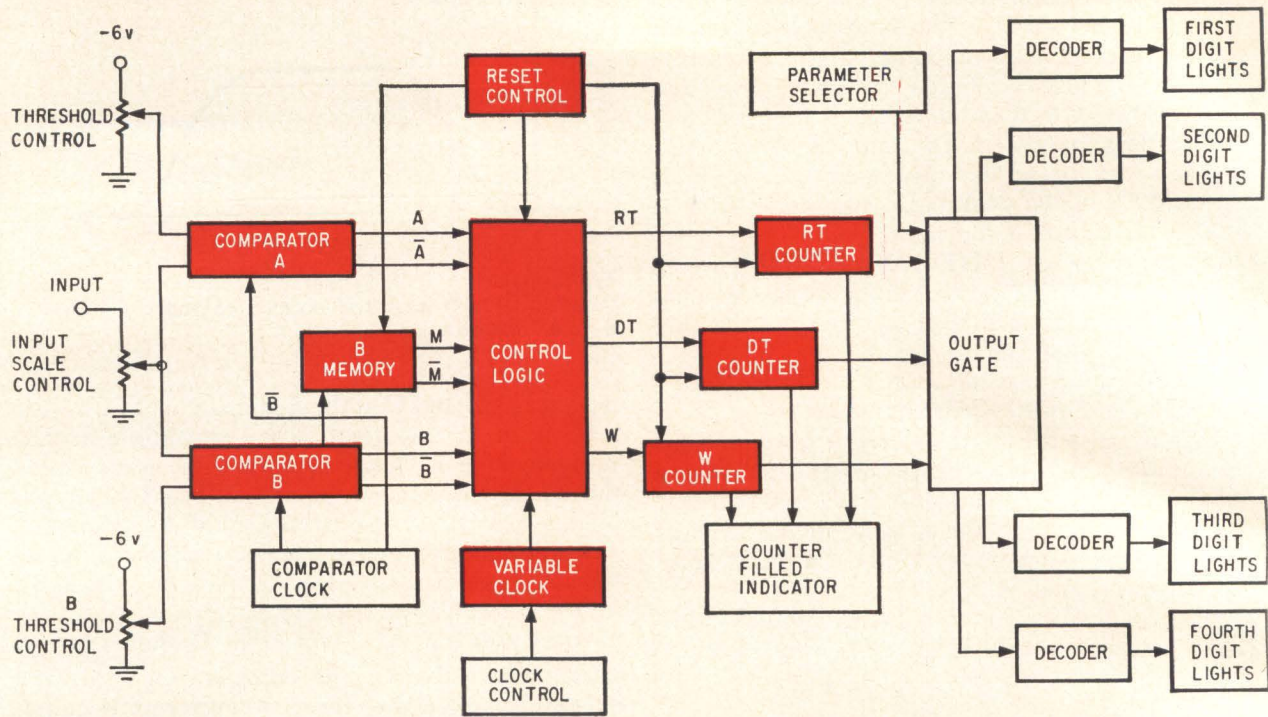 -6v
THRESHOLD
CONTROL
INPUT
INPUT
SCALE
CONTROL
-6v
B
THRESHOLD
CONTROL
COMPARATOR
A
COMPARATOR
B
B
MEMORY
COMPARATOR
CLOCK
A
A̅
M
M̅
B̅
B
B̅
RESET
CONTROL
CONTROL
LOGIC
VARIABLE
CLOCK
CLOCK
CONTROL
RT
DT
W
RT
COUNTER
DT
COUNTER
W
COUNTER
COUNTER
FILLED
INDICATOR
PARAMETER
SELECTOR
OUTPUT
GATE
DECODER
FIRST
DIGIT
LIGHTS
DECODER
SECOND
DIGIT
LIGHTS
DECODER
THIRD
DIGIT
LIGHTS
DECODER
FOURTH
DIGIT
LIGHTS